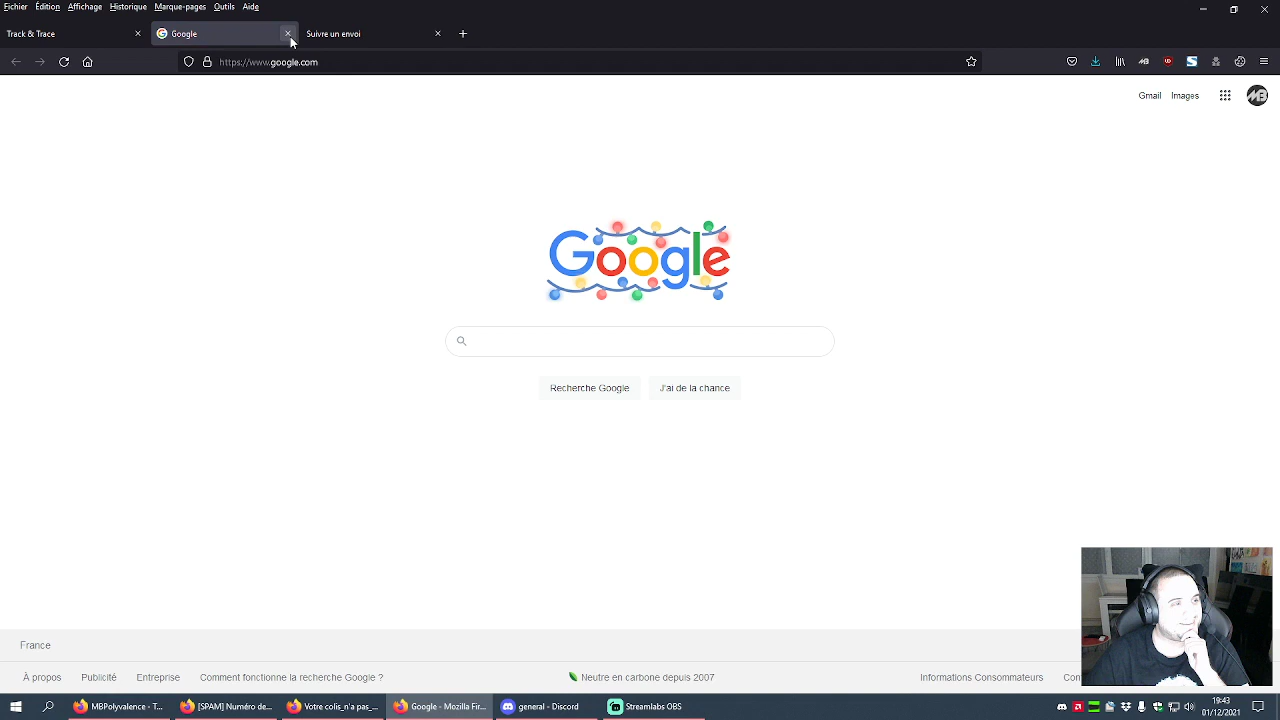 Fichier Édition Affichage Historique Marque-pages Outils Aide
Track & Trace
Google
Suivre un envoi
https://www.google.com
Gmail Images
Google
Recherche Google
J'ai de la chance
France
À propos Publicité Entreprise Comment fonctionne la recherche Google ?
Neutre en carbone depuis 2007
Informations Consommateurs Con
MBPolyvalence - T...
[SPAM] Numéro de...
Votre colis n'a pas_...
Google - Mozilla Fir...
general - Discord
Streamlabs OBS
19:43
01/12/2021